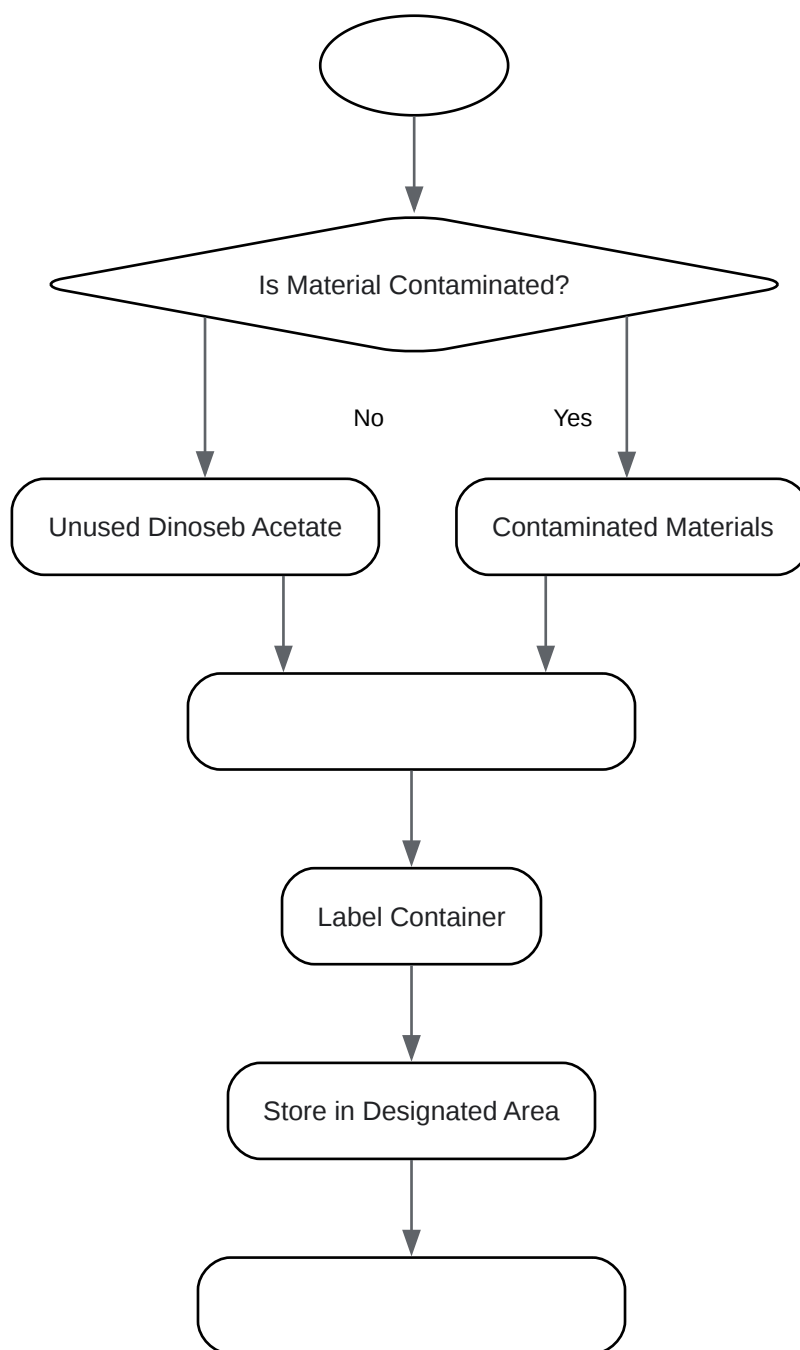 Is Material Contaminated?
No
Yes
Unused Dinoseb Acetate
Contaminated Materials
Label Container
Store in Designated Area